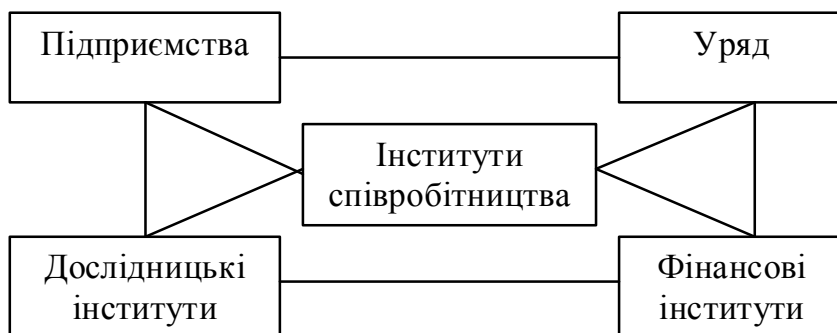 Підприємства
Уряд
Інститути
співробітництва
Дослідницькі
інститути
Фінансові
інститути